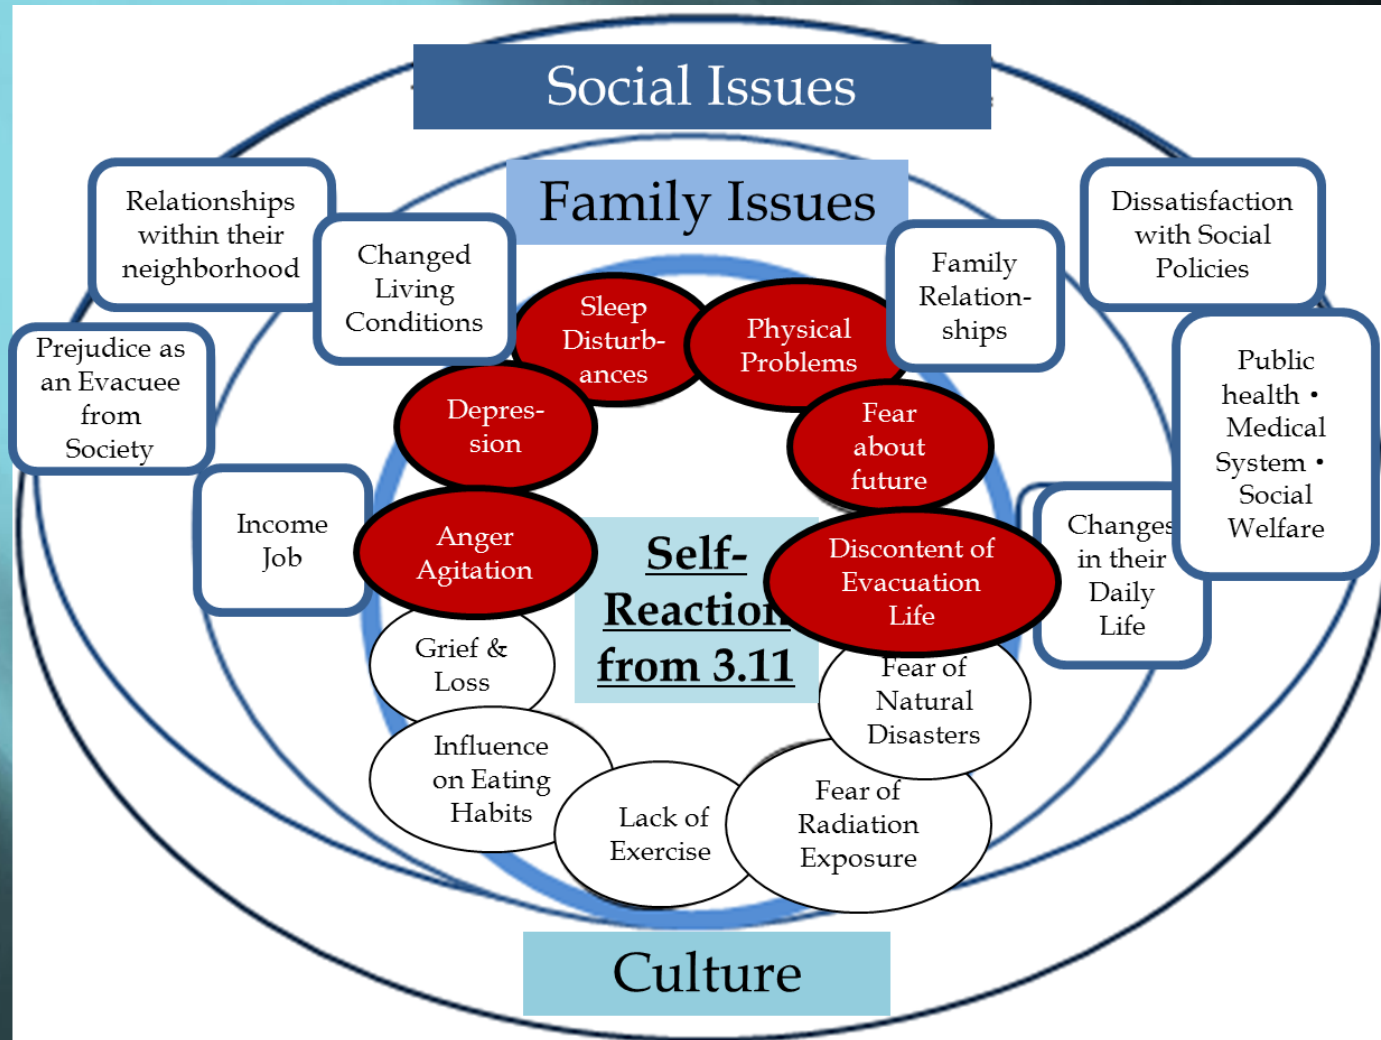 Social Issues
Family Issues
Relationships
within their
neighborhood
Changed
Living
Conditions
Family
Relation-
ships
Dissatisfaction
with Social
Policies
Prejudice as
an Evacuee
from
Society
Sleep
Disturb-
ances
Physical
Problems
Public
health •
Medical
System •
Social
Welfare
Depres-
sion
Fear
about
future
Income
Job
Anger
Agitation
Self-
Reaction
from 3.11
Discontent of
Evacuation
Life
Changes
in their
Daily
Life
Grief &
Loss
Fear of
Natural
Disasters
Influence
on Eating
Habits
Lack of
Exercise
Fear of
Radiation
Exposure
Culture